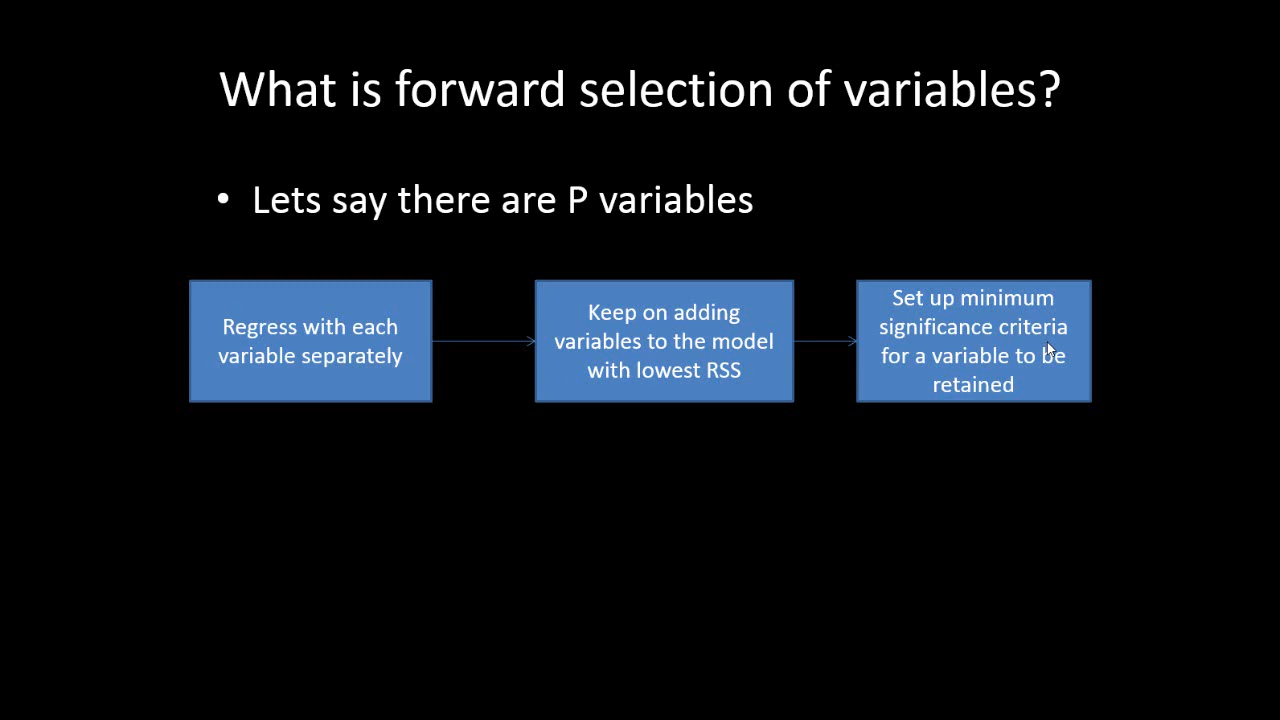 What is forward selection of variables?
• Lets say there are P variables
Regress with each
variable separately
Keep on adding
variables to the model
with lowest RSS
Set up minimum
significance criteria
for a variable to be
retained